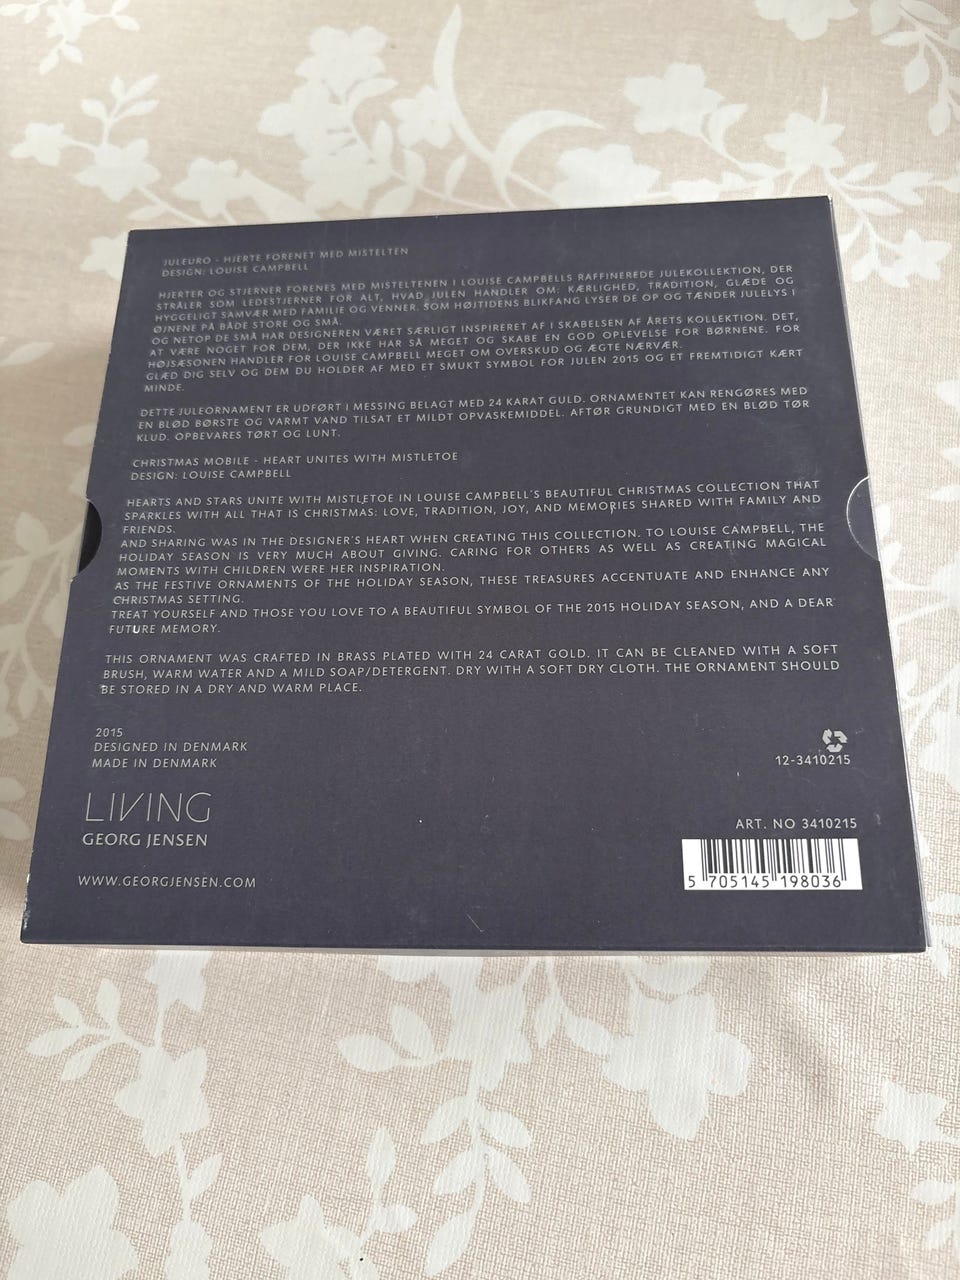 JULEURO - HJERTE FORENET MED MISTELTEN
DESIGN: LOUISE CAMPBELL
HJERTER OG STJERNER FORENES MED MISTELTENEN I LOUISE CAMPBELLS RAFFINEREDE JULEKOLLEKTION, DER
STRÅLER SOM LEDESTJERNER FOR ALT, HVAD JULEN HANDLER OM: KÆRLIGHED, TRADITION, GLÆDE OG
HYGGELIGT SAMVÆR MED FAMILIE OG VENNER. SOM HØJTIDENS BLIKFANG LYSER DE OP OG TÆNDER JULELYS I
ØJNENE PÅ BÅDE STORE OG SMÅ.
OG NETOP DE SMÅ HAR DESIGNEREN VÆRET SÆRLIGT INSPIRERET AF I SKABELSEN AF ÅRETS KOLLEKTION. DET,
AT VÆRE NOGET FOR DEM, DER IKKE HAR SÅ MEGET OG SKABE EN GOD OPLEVELSE FOR BØRNENE. FOR
HØJSÆSONEN HANDLER FOR LOUISE CAMPBELL MEGET OM OVERSKUD OG ÆGTE NÆRVÆR.
GLÆD DIG SELV OG DEM DU HOLDER AF MED ET SMUKT SYMBOL FOR JULEN 2015 OG ET FREMTIDIGT KÆRT
MINDE.
DETTE JULEORNAMENT ER UDFØRT I MESSING BELAGT MED 24 KARAT GULD. ORNAMENTET KAN RENGØRES MED
EN BLØD BØRSTE OG VARMT VAND TILSAT ET MILDT OPVASKEMIDDEL. AFTØR GRUNDIGT MED EN BLØD TØR
KLUD. OPBEVARES TØRT OG LUNT.
CHRISTMAS MOBILE - HEART UNITES WITH MISTLETOE
DESIGN: LOUISE CAMPBELL
HEARTS AND STARS UNITE WITH MISTLETOE IN LOUISE CAMPBELL'S BEAUTIFUL CHRISTMAS COLLECTION THAT
SPARKLES WITH ALL THAT IS CHRISTMAS: LOVE, TRADITION, JOY, AND MEMORIES SHARED WITH FAMILY AND
FRIENDS.
AND SHARING WAS IN THE DESIGNER'S HEART WHEN CREATING THIS COLLECTION. TO LOUISE CAMPBELL, THE
HOLIDAY SEASON IS VERY MUCH ABOUT GIVING. CARING FOR OTHERS AS WELL AS CREATING MAGICAL
MOMENTS WITH CHILDREN WERE HER INSPIRATION.
AS THE FESTIVE ORNAMENTS OF THE HOLIDAY SEASON, THESE TREASURES ACCENTUATE AND ENHANCE ANY
CHRISTMAS SETTING.
TREAT YOURSELF AND THOSE YOU LOVE TO A BEAUTIFUL SYMBOL OF THE 2015 HOLIDAY SEASON, AND A DEAR
FUTURE MEMORY.
THIS ORNAMENT WAS CRAFTED IN BRASS PLATED WITH 24 CARAT GOLD. IT CAN BE CLEANED WITH A SOFT
BRUSH, WARM WATER AND A MILD SOAP/DETERGENT. DRY WITH A SOFT DRY CLOTH. THE ORNAMENT SHOULD
BE STORED IN A DRY AND WARM PLACE.
2015
DESIGNED IN DENMARK
MADE IN DENMARK
12-3410215
LIVING
GEORG JENSEN
ART. NO 3410215
5 705145 198036
WWW.GEORGJENSEN.COM